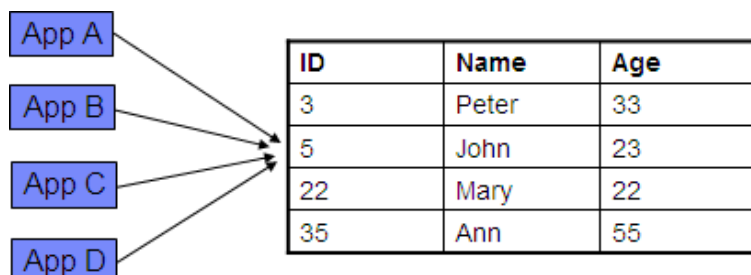 App A
App B
App C
App D
ID Name Age
3 Peter 33
5 John 23
22 Mary 22
35 Ann 55